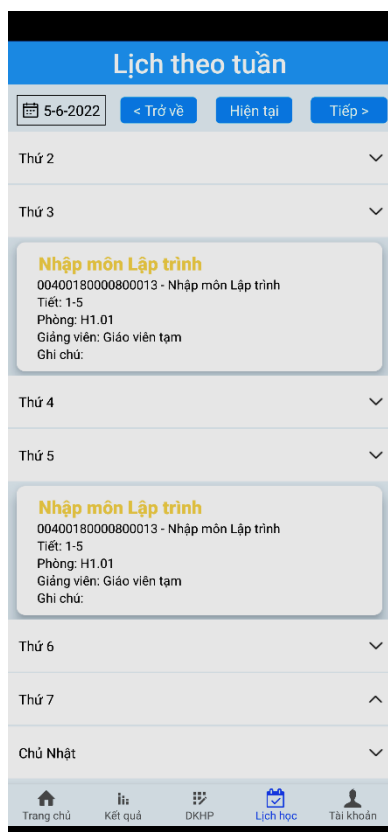 Lịch theo tuần
5-6-2022 < Trở về Hiện tại Tiếp >
Thứ 2
Thứ 3
Nhập môn Lập trình
00400180000800013 - Nhập môn Lập trình
Tiết: 1-5
Phòng: H1.01
Giảng viên: Giáo viên tạm
Ghi chú:
Thứ 4
Thứ 5
Nhập môn Lập trình
00400180000800013 - Nhập môn Lập trình
Tiết: 1-5
Phòng: H1.01
Giảng viên: Giáo viên tạm
Ghi chú:
Thứ 6
Thứ 7
Chủ Nhật
Trang chủ Kết quả DKHP Lịch học Tài khoản